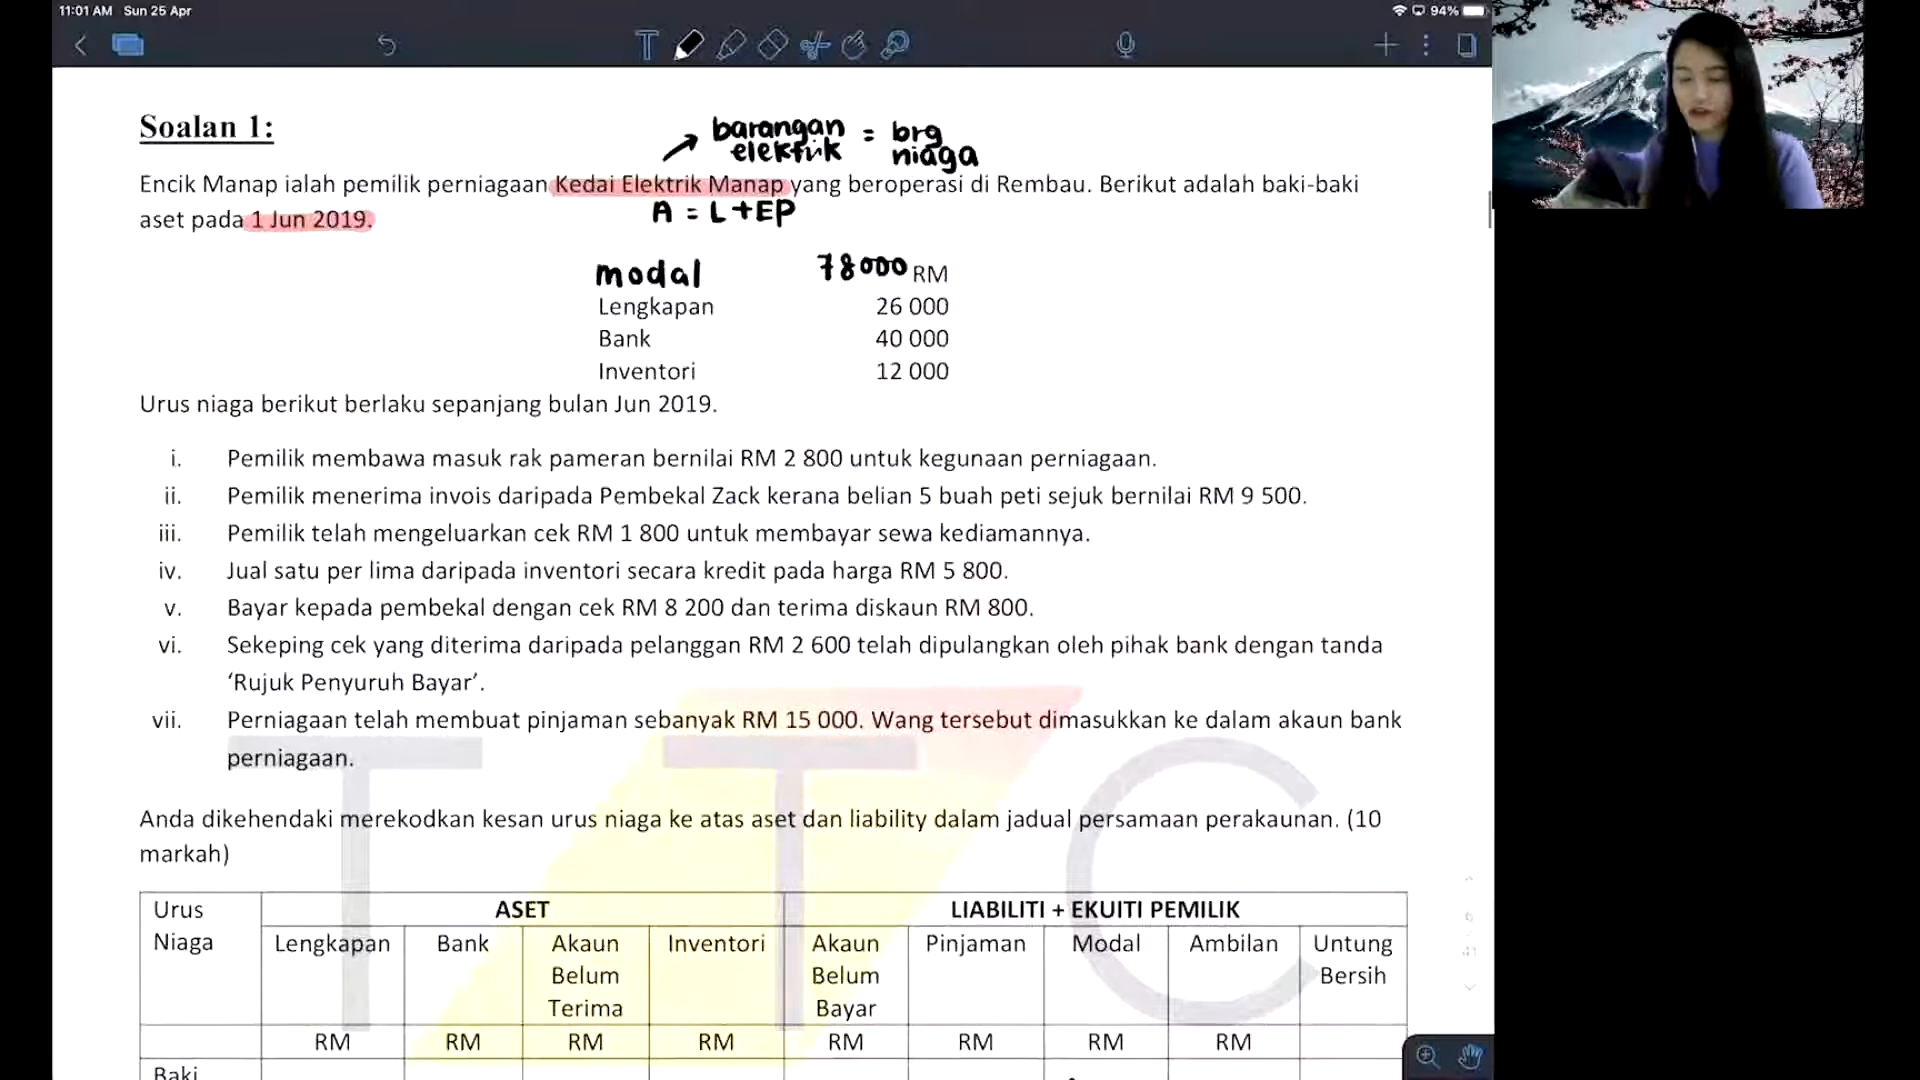 11:01 AM Sun 25 Apr
94%
Soalan 1:
barangan elektrik = brg niaga
Encik Manap ialah pemilik perniagaan Kedai Elektrik Manap yang beroperasi di Rembau. Berikut adalah baki-baki
aset pada 1 Jun 2019.
A = L + EP
modal 78000 RM
Lengkapan 26 000
Bank 40 000
Inventori 12 000
Urus niaga berikut berlaku sepanjang bulan Jun 2019.
i. Pemilik membawa masuk rak pameran bernilai RM 2 800 untuk kegunaan perniagaan.
ii. Pemilik menerima invois daripada Pembekal Zack kerana belian 5 buah peti sejuk bernilai RM 9 500.
iii. Pemilik telah mengeluarkan cek RM 1 800 untuk membayar sewa kediamannya.
iv. Jual satu per lima daripada inventori secara kredit pada harga RM 5 800.
v. Bayar kepada pembekal dengan cek RM 8 200 dan terima diskaun RM 800.
vi. Sekeping cek yang diterima daripada pelanggan RM 2 600 telah dipulangkan oleh pihak bank dengan tanda
‘Rujuk Penyuruh Bayar’.
vii. Perniagaan telah membuat pinjaman sebanyak RM 15 000. Wang tersebut dimasukkan ke dalam akaun bank
perniagaan.
TTC
Anda dikehendaki merekodkan kesan urus niaga ke atas aset dan liability dalam jadual persamaan perakaunan. (10
markah)
Urus Niaga ASET LIABILITI + EKUITI PEMILIK
Lengkapan Bank Akaun Belum Terima Inventori Akaun Belum Bayar Pinjaman Modal Ambilan Untung Bersih
RM RM RM RM RM RM RM RM
Baki